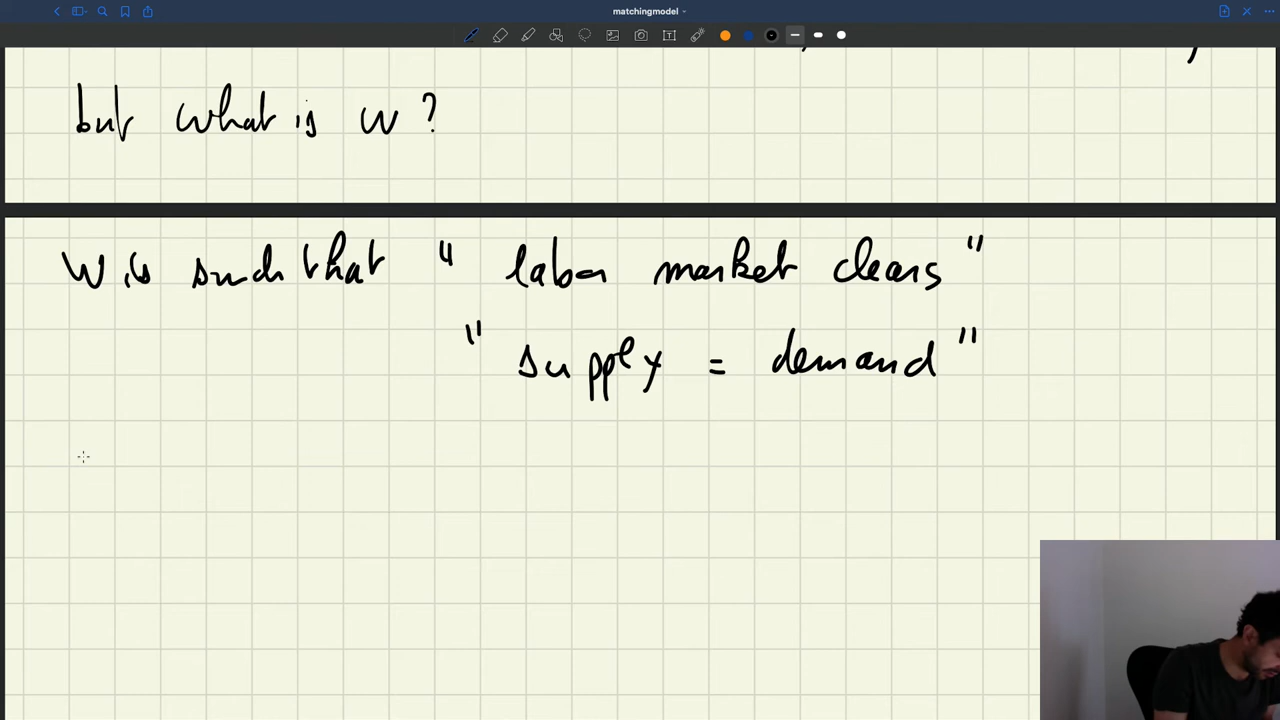 matchingmodel
but what is w ?
W is such that " labor market clears "
" supply = demand "